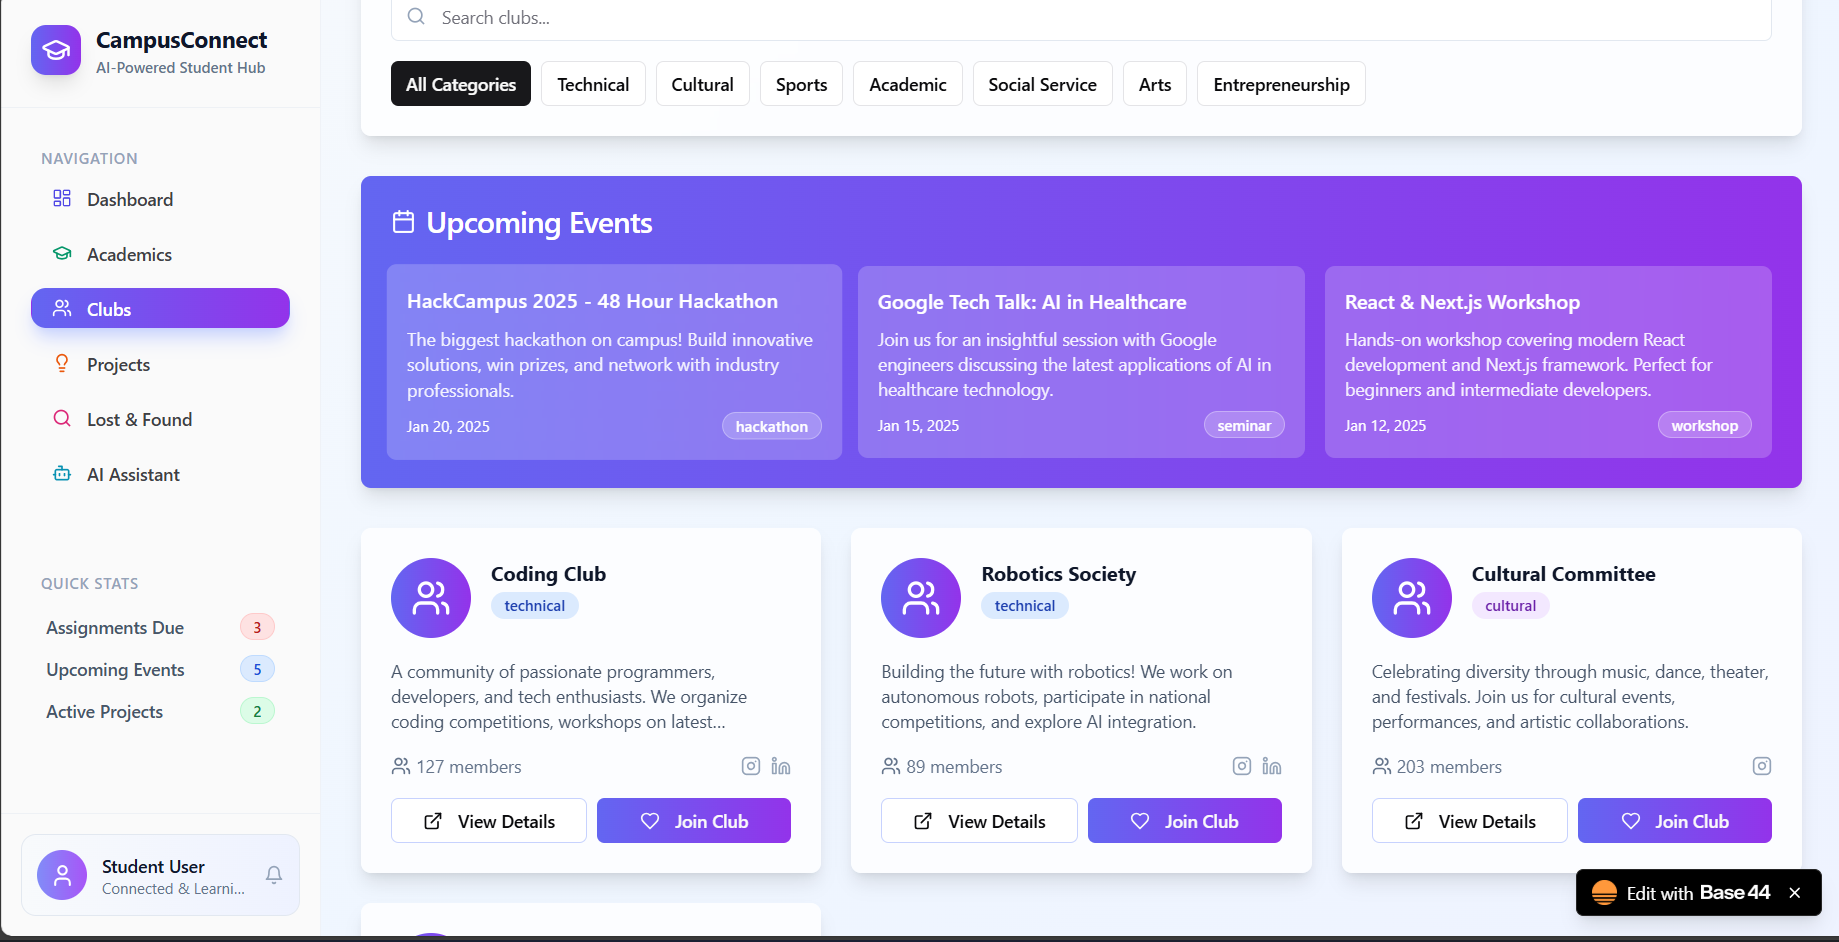 CampusConnect
AI-Powered Student Hub
NAVIGATION
Dashboard
Academics
Clubs
Projects
Lost & Found
AI Assistant
QUICK STATS
Assignments Due 3
Upcoming Events 5
Active Projects 2
Student User
Connected & Learni...
Search clubs...
All Categories Technical Cultural Sports Academic Social Service Arts Entrepreneurship
Upcoming Events
HackCampus 2025 - 48 Hour Hackathon
The biggest hackathon on campus! Build innovative
solutions, win prizes, and network with industry
professionals.
Jan 20, 2025 hackathon
Google Tech Talk: AI in Healthcare
Join us for an insightful session with Google
engineers discussing the latest applications of AI in
healthcare technology.
Jan 15, 2025 seminar
React & Next.js Workshop
Hands-on workshop covering modern React
development and Next.js framework. Perfect for
beginners and intermediate developers.
Jan 12, 2025 workshop
Coding Club
technical
A community of passionate programmers,
developers, and tech enthusiasts. We organize
coding competitions, workshops on latest...
127 members
View Details Join Club
Robotics Society
technical
Building the future with robotics! We work on
autonomous robots, participate in national
competitions, and explore AI integration.
89 members
View Details Join Club
Cultural Committee
cultural
Celebrating diversity through music, dance, theater,
and festivals. Join us for cultural events,
performances, and artistic collaborations.
203 members
View Details Join Club
Edit with Base44